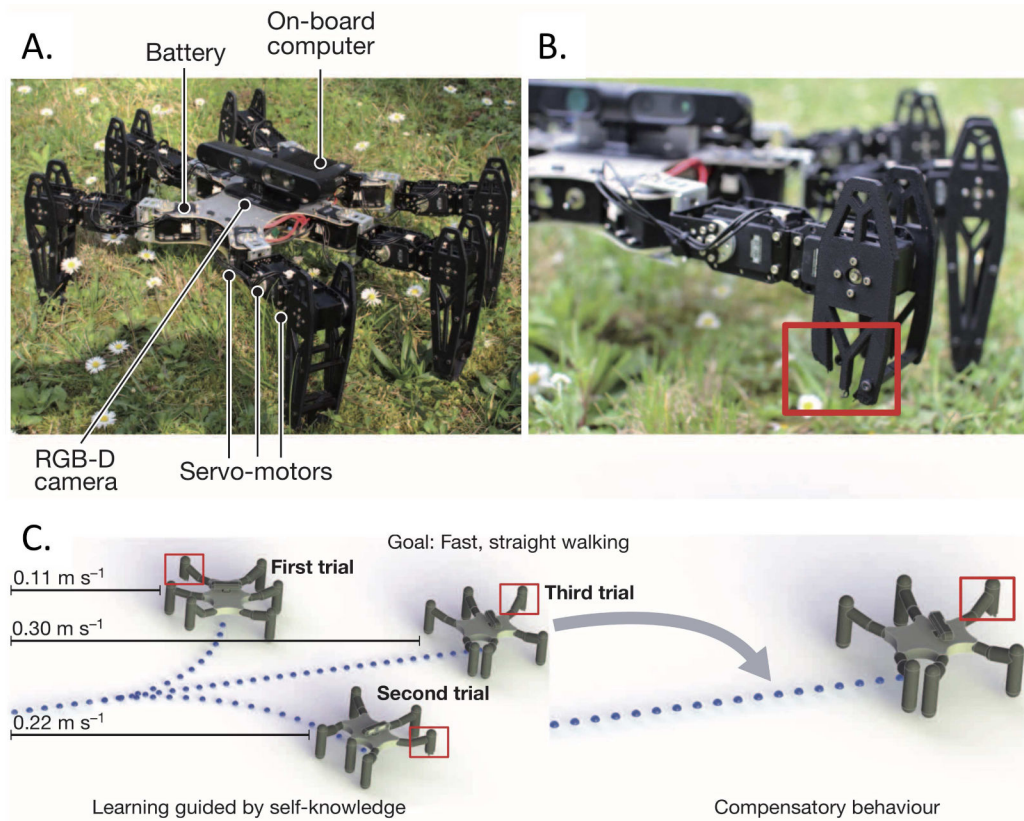 A.
Battery
On-board
computer
B.
RGB-D
camera
Servo-motors
C.
Goal: Fast, straight walking
First trial
0.11 m s⁻¹
Third trial
0.30 m s⁻¹
Second trial
0.22 m s⁻¹
Learning guided by self-knowledge
Compensatory behaviour